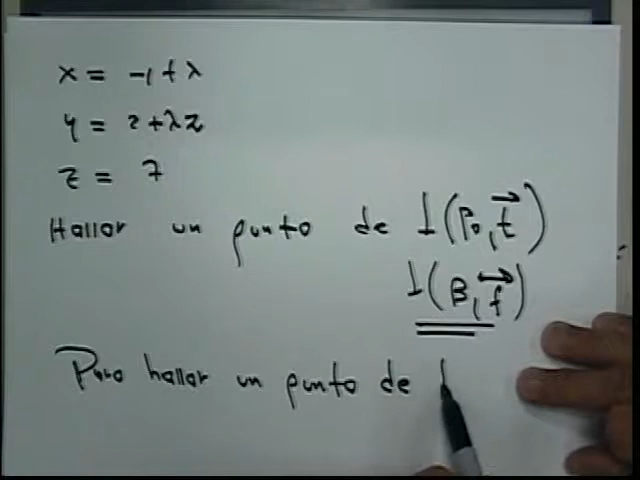 x = -1 + λ
y = 2 + λ2
z = 7
Hallar un punto de L(P₀, t⃗)
L(B, f⃗)
Para hallar un punto de